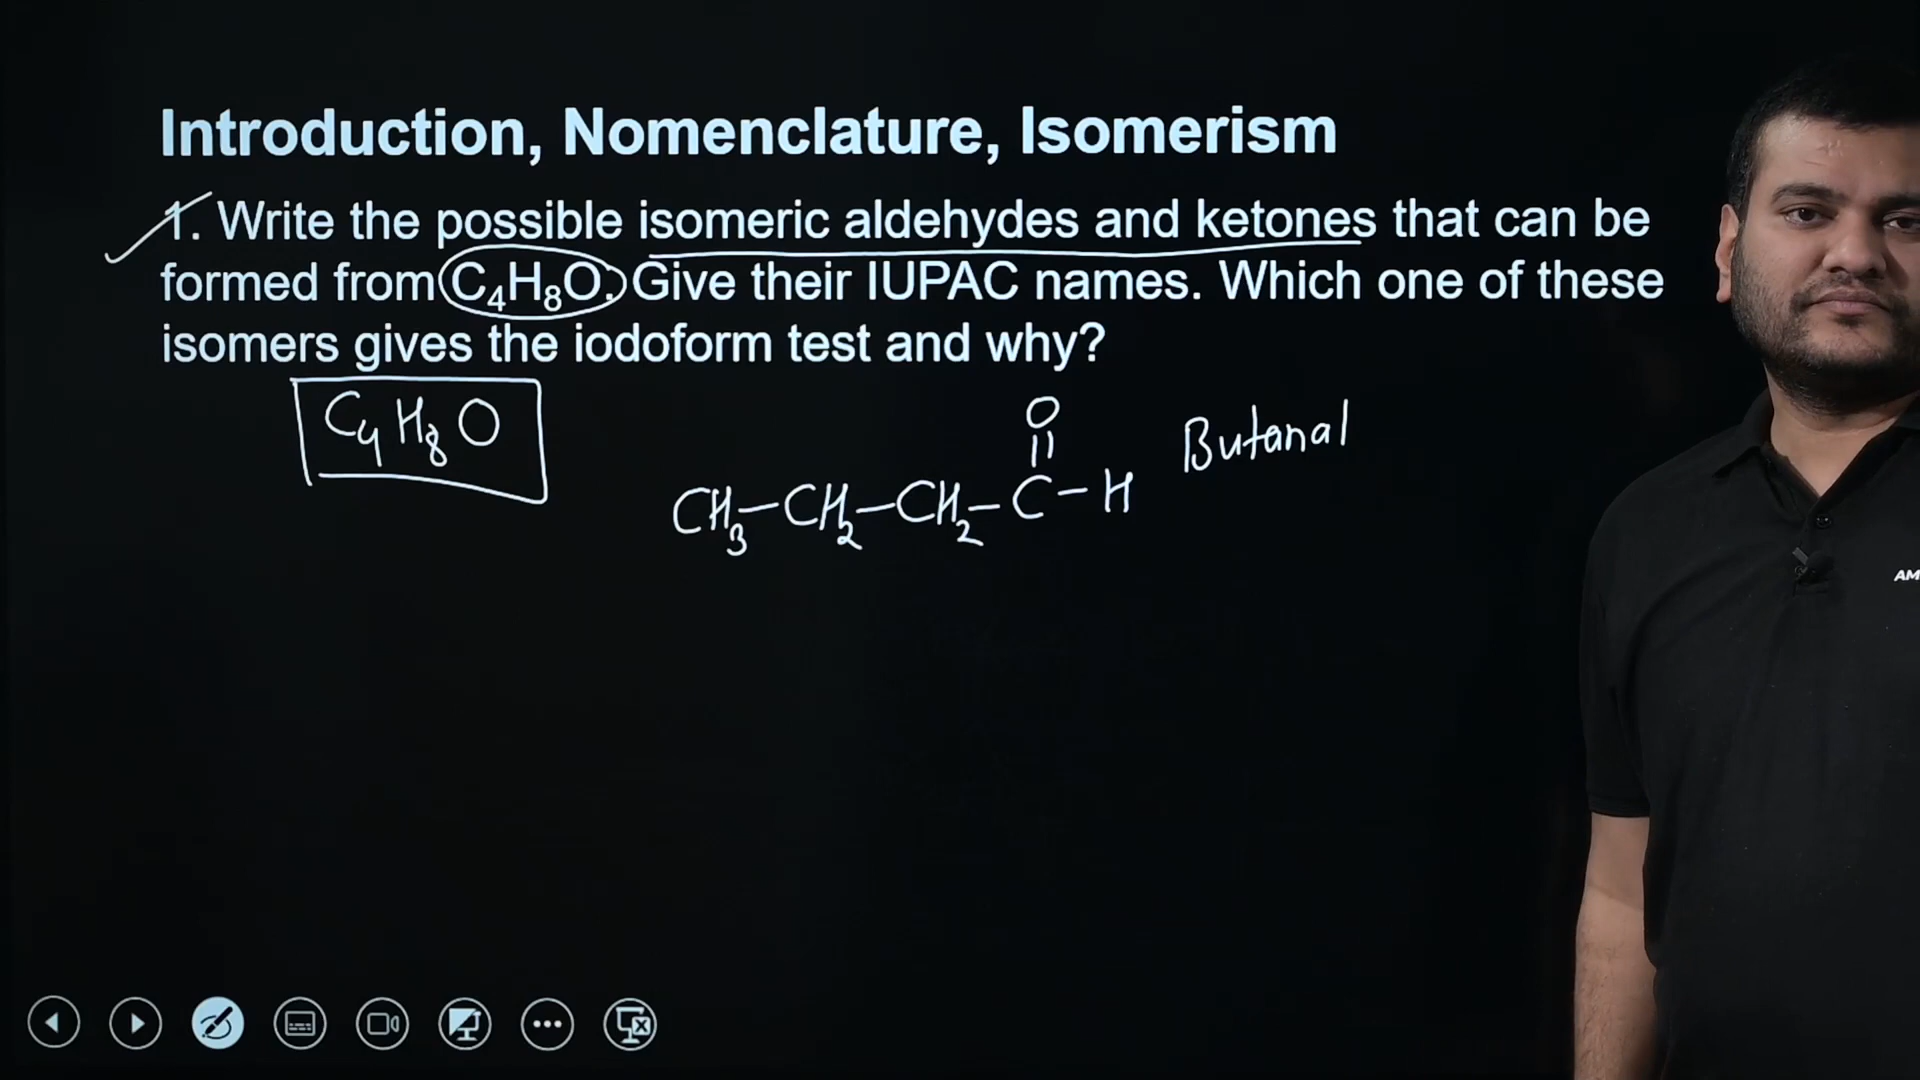 Introduction, Nomenclature, Isomerism
1. Write the possible isomeric aldehydes and ketones that can be
formed from C₄H₈O. Give their IUPAC names. Which one of these
isomers gives the iodoform test and why?
C₄H₈O
O
||
CH₃–CH₂–CH₂–C–H
Butanal
AM